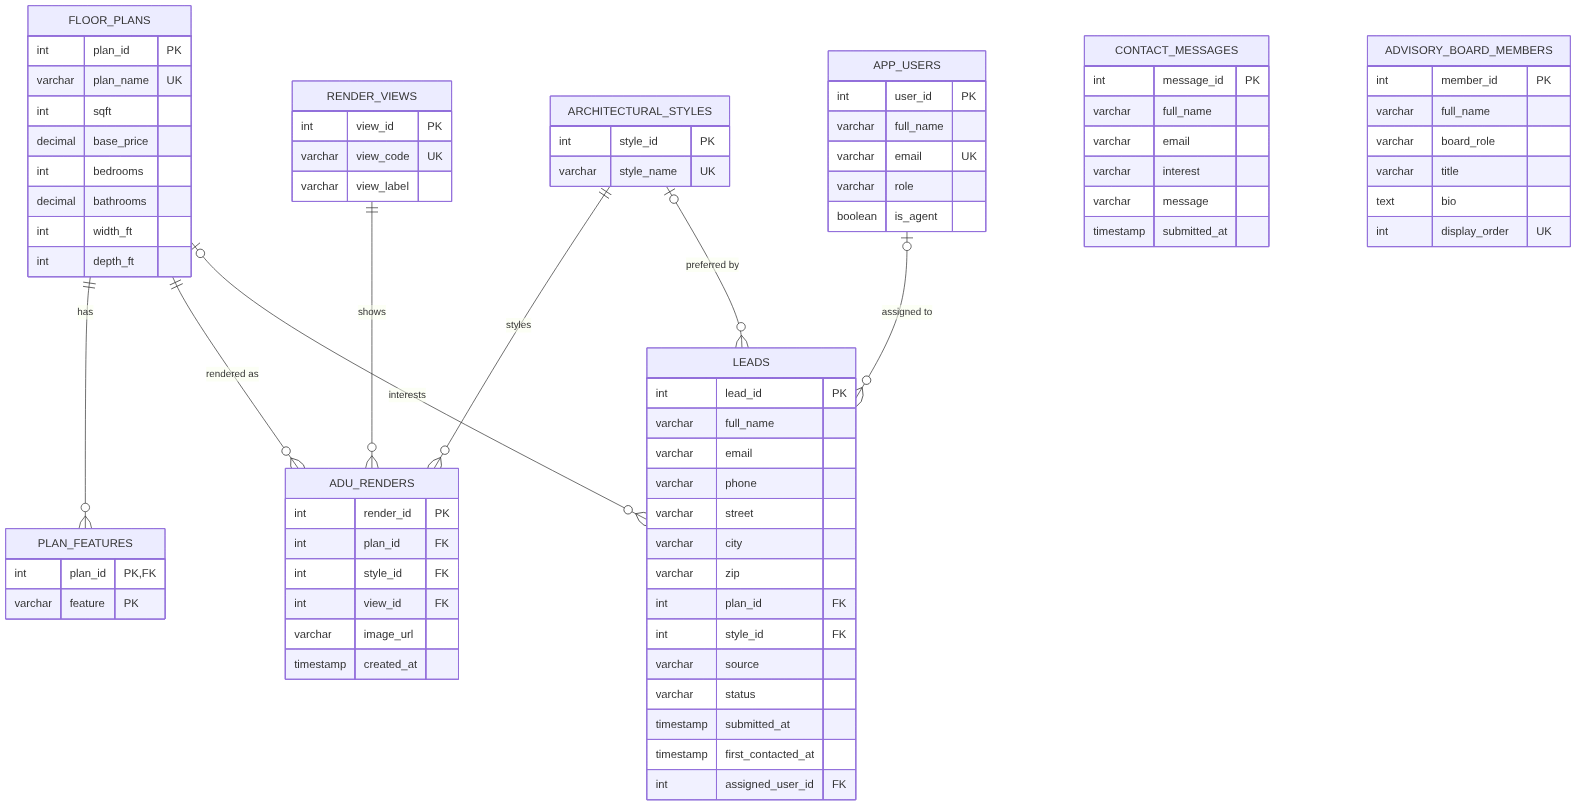 FLOOR_PLANS
int plan_id PK
varchar plan_name UK
int sqft
decimal base_price
int bedrooms
decimal bathrooms
int width_ft
int depth_ft
RENDER_VIEWS
int view_id PK
varchar view_code UK
varchar view_label
ARCHITECTURAL_STYLES
int style_id PK
varchar style_name UK
APP_USERS
int user_id PK
varchar full_name
varchar email UK
varchar role
boolean is_agent
CONTACT_MESSAGES
int message_id PK
varchar full_name
varchar email
varchar interest
varchar message
timestamp submitted_at
ADVISORY_BOARD_MEMBERS
int member_id PK
varchar full_name
varchar board_role
varchar title
text bio
int display_order UK
has
rendered as
shows
interests
styles
preferred by
assigned to
PLAN_FEATURES
int plan_id PK,FK
varchar feature PK
ADU_RENDERS
int render_id PK
int plan_id FK
int style_id FK
int view_id FK
varchar image_url
timestamp created_at
LEADS
int lead_id PK
varchar full_name
varchar email
varchar phone
varchar street
varchar city
varchar zip
int plan_id FK
int style_id FK
varchar source
varchar status
timestamp submitted_at
timestamp first_contacted_at
int assigned_user_id FK